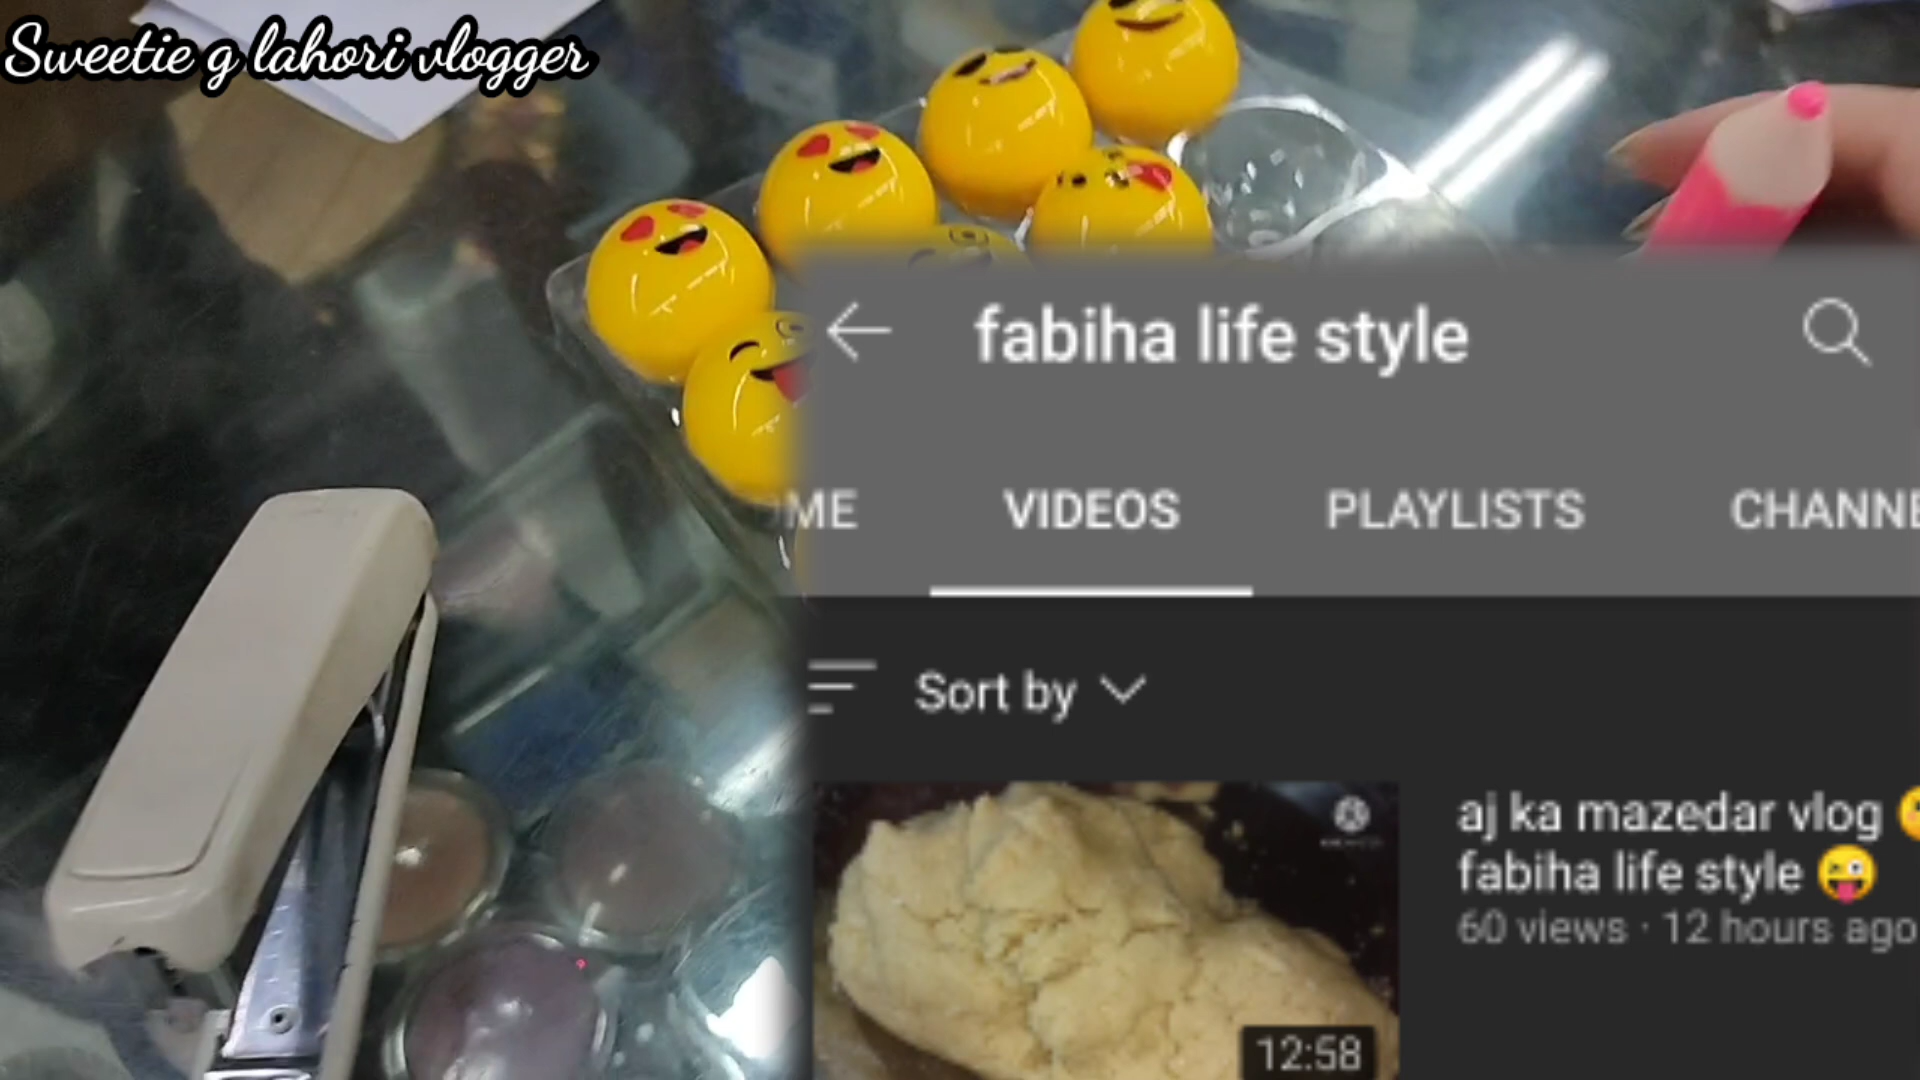 Sweetie g lahori vlogger
fabiha life style
ME VIDEOS PLAYLISTS CHANNE
Sort by
aj ka mazedar vlog
fabiha life style 😜
60 views · 12 hours ago
12:58